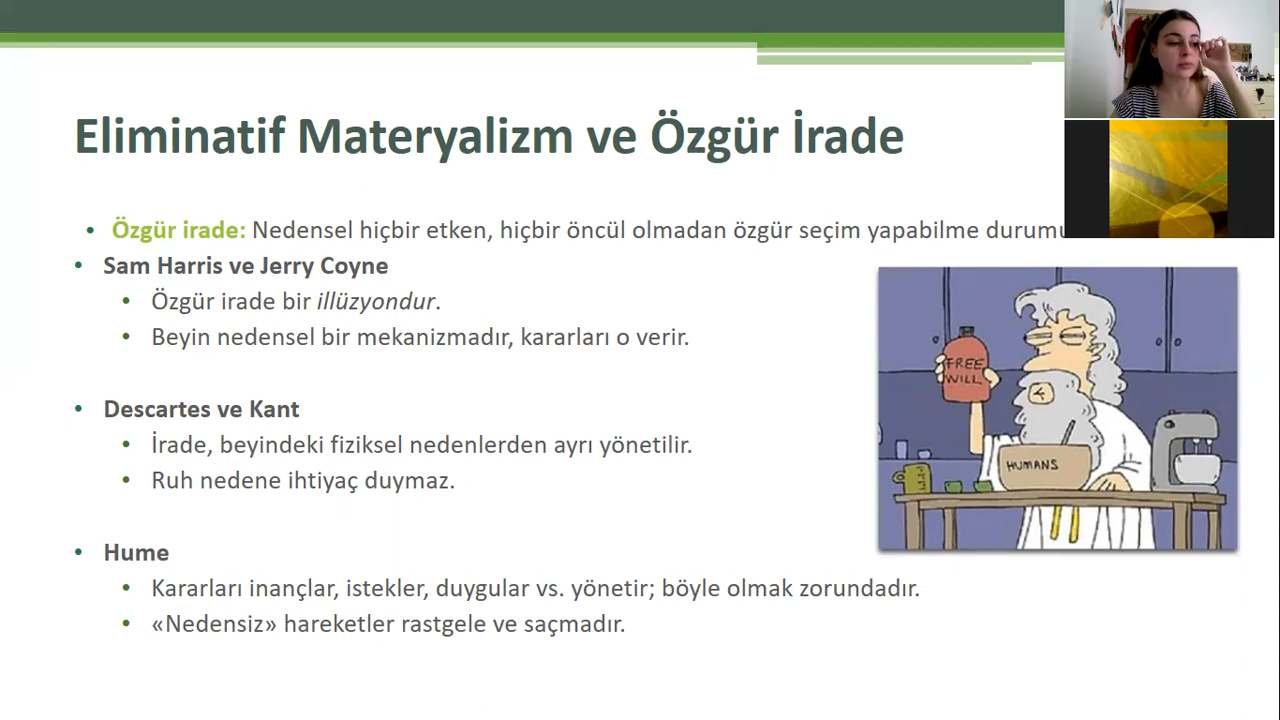 Eliminatif Materyalizm ve Özgür İrade
• Özgür irade: Nedensel hiçbir etken, hiçbir öncül olmadan özgür seçim yapabilme durumu
• Sam Harris ve Jerry Coyne
• Özgür irade bir illüzyondur.
• Beyin nedensel bir mekanizmadır, kararları o verir.
• Descartes ve Kant
• İrade, beyindeki fiziksel nedenlerden ayrı yönetilir.
• Ruh nedene ihtiyaç duymaz.
• Hume
• Kararları inançlar, istekler, duygular vs. yönetir; böyle olmak zorundadır.
• «Nedensiz» hareketler rastgele ve saçmadır.
FREE
WILL
HUMANS